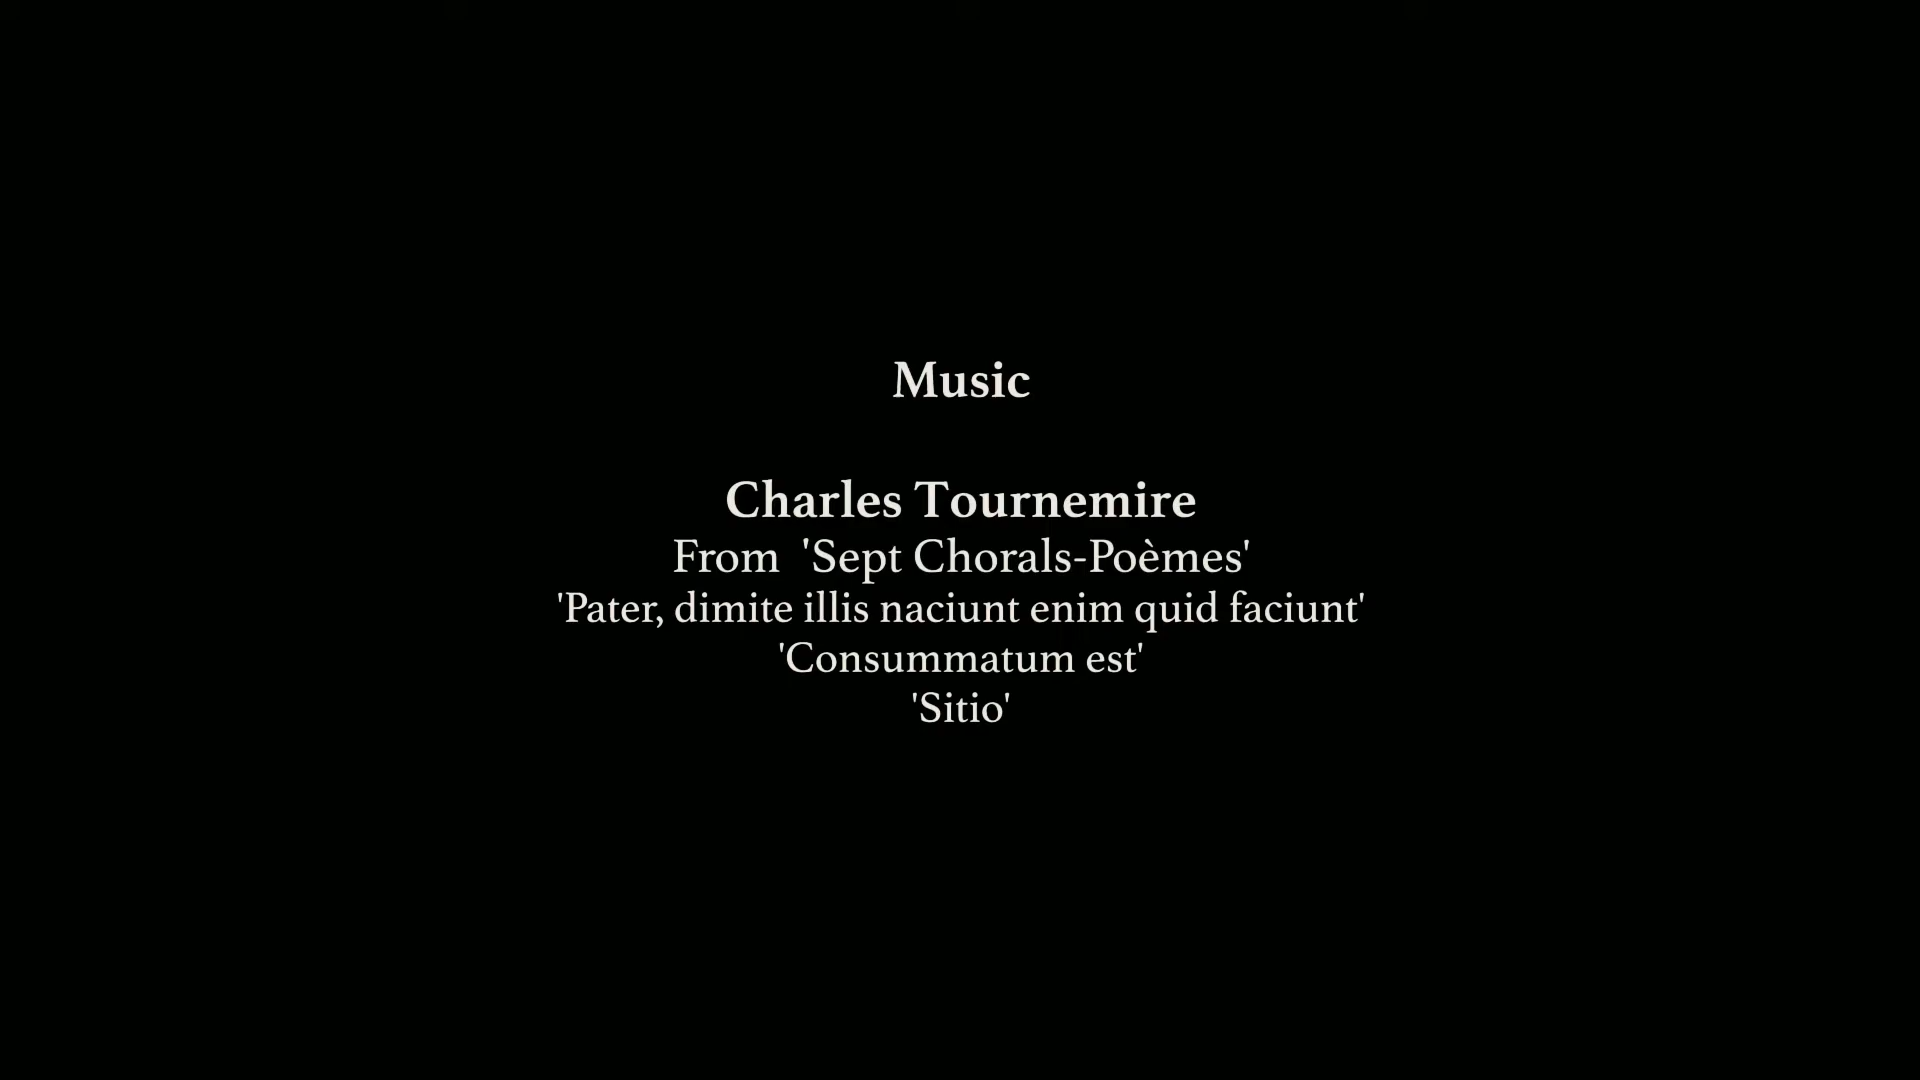 Music
Charles Tournemire
From  'Sept Chorals-Poèmes'
'Pater, dimite illis naciunt enim quid faciunt'
'Consummatum est'
'Sitio'